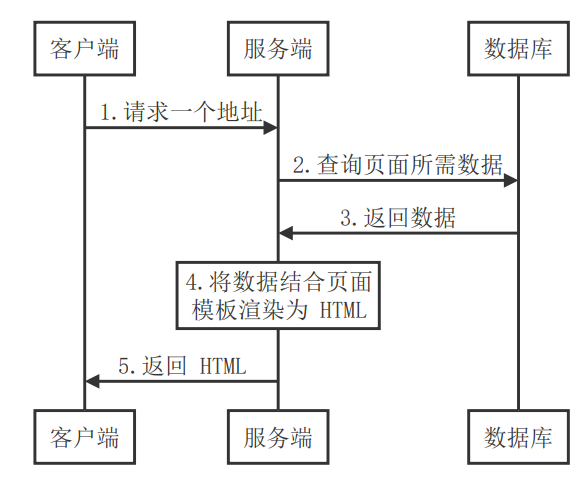 客户端
服务端
数据库
1.请求一个地址
2.查询页面所需数据
3.返回数据
4.将数据结合页面
模板渲染为 HTML
5.返回 HTML
客户端
服务端
数据库